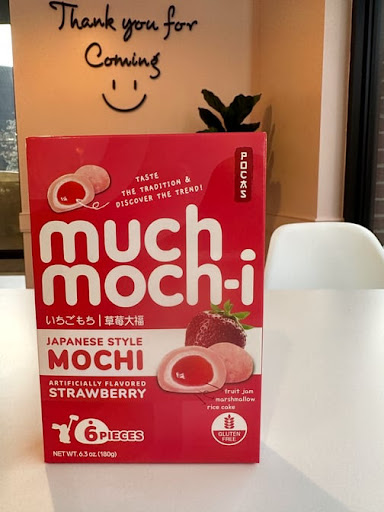 Thank you for
Coming
POCAS
TASTE
THE TRADITION &
DISCOVER THE TREND!
much
moch-i
いちごもち | 草莓大福
JAPANESE STYLE
MOCHI
ARTIFICIALLY FLAVORED
STRAWBERRY
fruit jam
marshmallow
rice cake
6 PIECES
GLUTEN
FREE
NET WT. 6.3 oz. (180g)